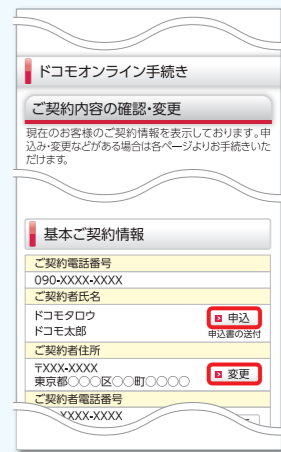 ドコモオンライン手続き
ご契約内容の確認・変更
現在のお客様のご契約情報を表示しております。申
込み・変更などがある場合は各ページよりお手続きいた
だけます。
基本ご契約情報
ご契約電話番号
090-XXXX-XXXX
ご契約者氏名
ドコモタロウ
ドコモ太郎
申込
申込書の送付
ご契約者住所
〒XXX-XXXX
東京都○○○区○○町○○○○
変更
ご契約者電話番号
XXXX-XXXX